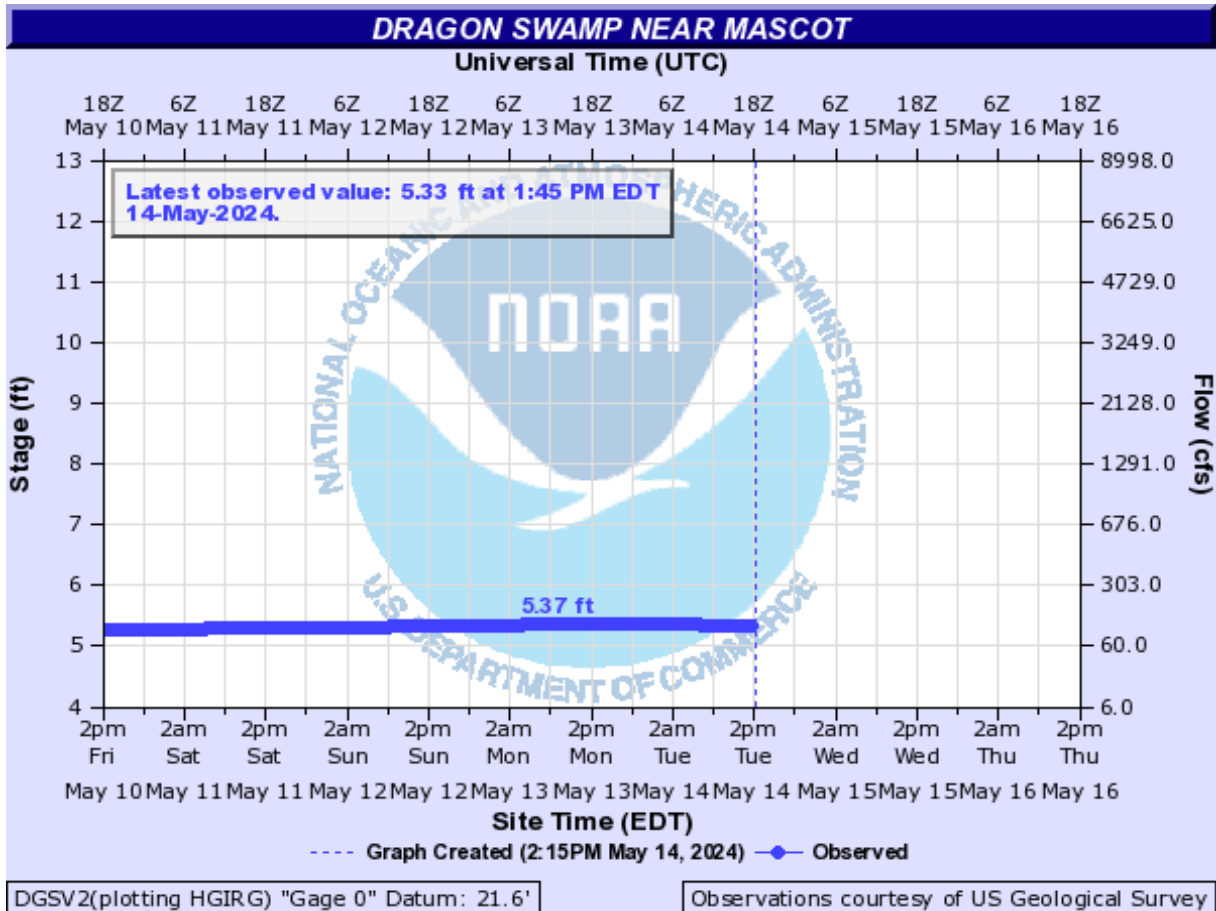 DRAGON SWAMP NEAR MASCOT
Universal Time (UTC)
18Z 6Z 18Z 6Z 18Z 6Z 18Z 6Z 18Z 6Z 18Z 6Z 18Z
May 10 May 11 May 11 May 12 May 12 May 13 May 13 May 14 May 14 May 15 May 15 May 16 May 16
Latest observed value: 5.33 ft at 1:45 PM EDT
14-May-2024.
NATIONAL OCEANIC AND ATMOSPHERIC ADMINISTRATION
NOAA
U.S. DEPARTMENT OF COMMERCE
Stage (ft)
13
12
11
10
9
8
7
6
5
4
5.37 ft
8998.0
6625.0
4729.0
3249.0
2128.0
1291.0
676.0
303.0
60.0
6.0
Flow (cfs)
2pm 2am 2pm 2am 2pm 2am 2pm 2am 2pm 2am 2pm 2am 2pm
Fri Sat Sat Sun Sun Mon Mon Tue Tue Wed Wed Thu Thu
May 10 May 11 May 11 May 12 May 12 May 13 May 13 May 14 May 14 May 15 May 15 May 16 May 16
Site Time (EDT)
Graph Created (2:15PM May 14, 2024) Observed
DGSV2(plotting HGIRG) "Gage 0" Datum: 21.6'
Observations courtesy of US Geological Survey